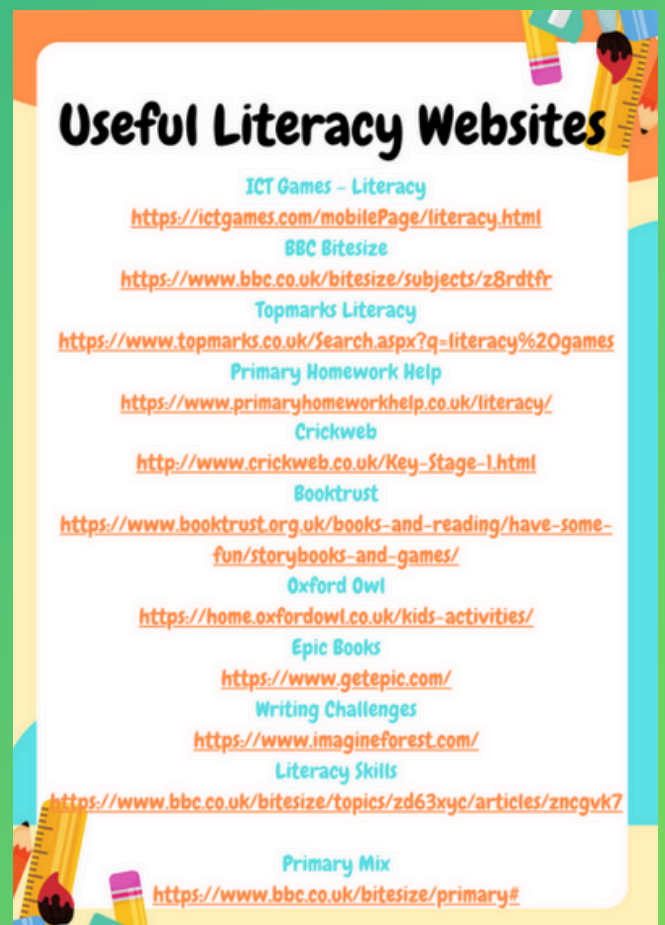 Useful Literacy Websites
ICT Games - Literacy
https://ictgames.com/mobilePage/literacy.html
BBC Bitesize
https://www.bbc.co.uk/bitesize/subjects/z8rdtfr
Topmarks Literacy
https://www.topmarks.co.uk/Search.aspx?q=literacy%20games
Primary Homework Help
https://www.primaryhomeworkhelp.co.uk/literacy/
Crickweb
http://www.crickweb.co.uk/Key-Stage-1.html
Booktrust
https://www.booktrust.org.uk/books-and-reading/have-some-
fun/storybooks-and-games/
Oxford Owl
https://home.oxfordowl.co.uk/kids-activities/
Epic Books
https://www.getepic.com/
Writing Challenges
https://www.imagineforest.com/
Literacy Skills
https://www.bbc.co.uk/bitesize/topics/zd63xyc/articles/zncgvk7
Primary Mix
https://www.bbc.co.uk/bitesize/primary#